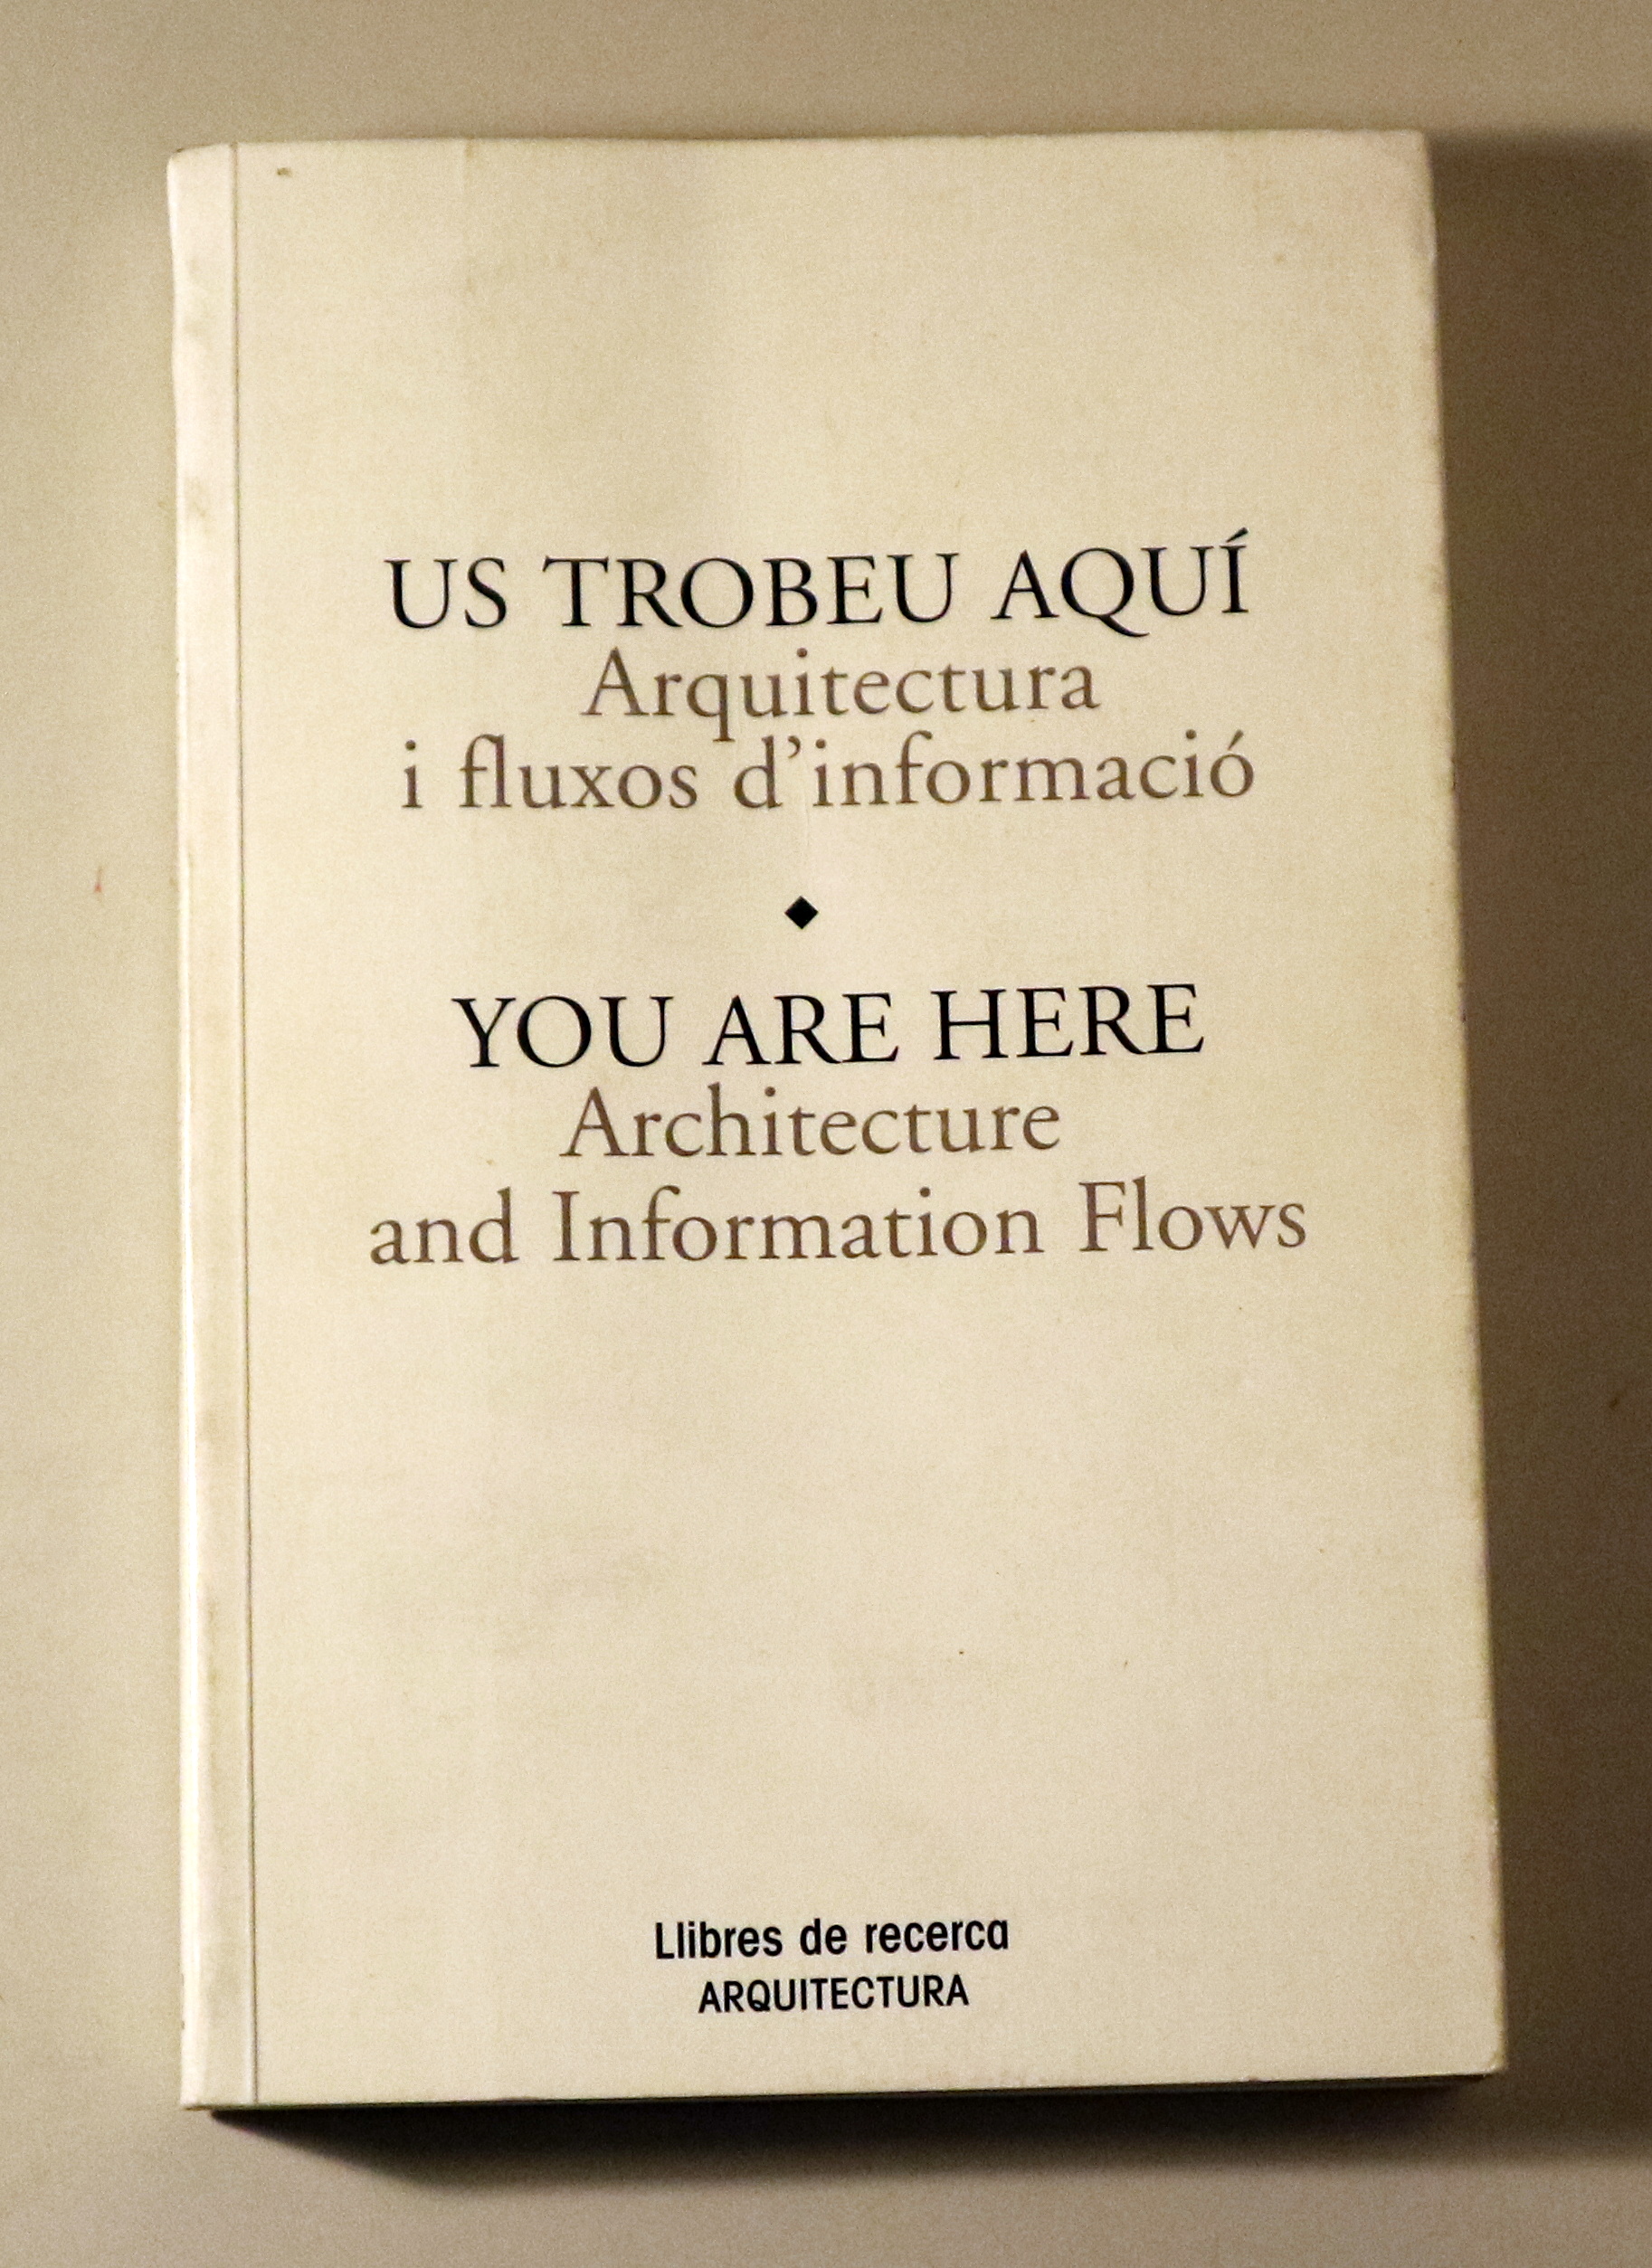 US TROBEU AQUÍ
Arquitectura
i fluxos d’informació
◆
YOU ARE HERE
Architecture
and Information Flows
Llibres de recerca
ARQUITECTURA